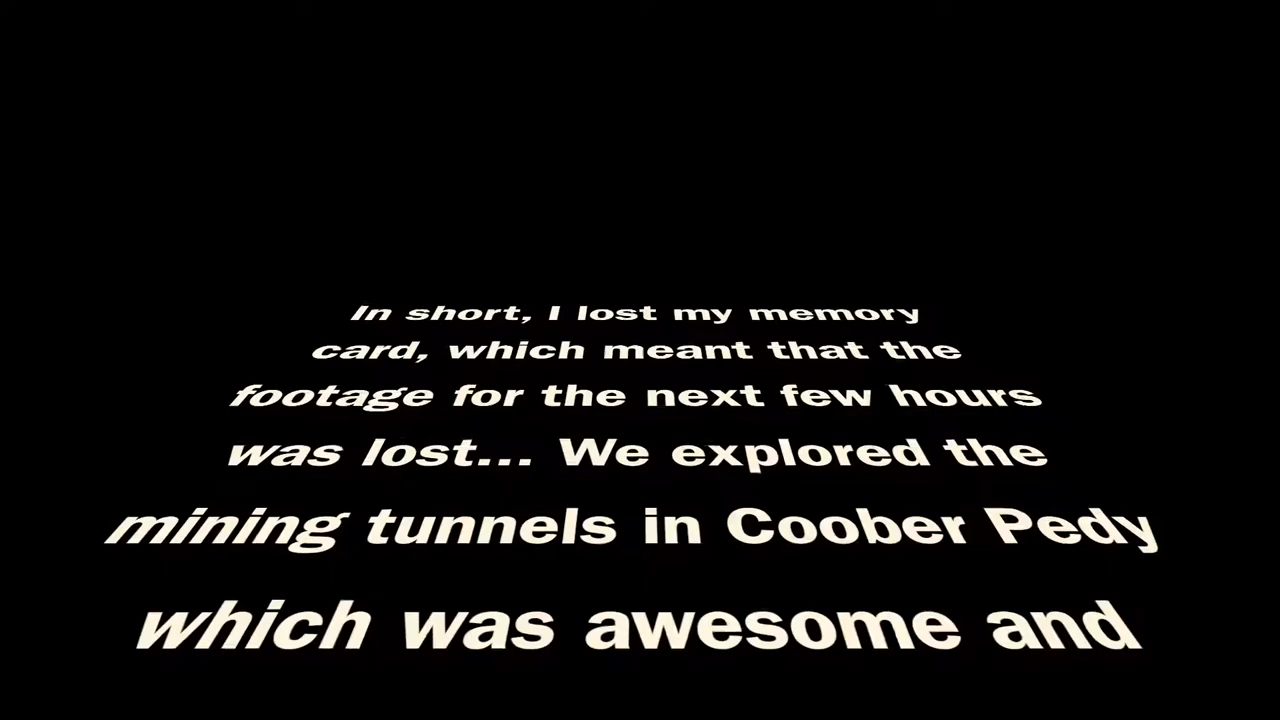 In short, I lost my memory
card, which meant that the
footage for the next few hours
was lost... We explored the
mining tunnels in Coober Pedy
which was awesome and